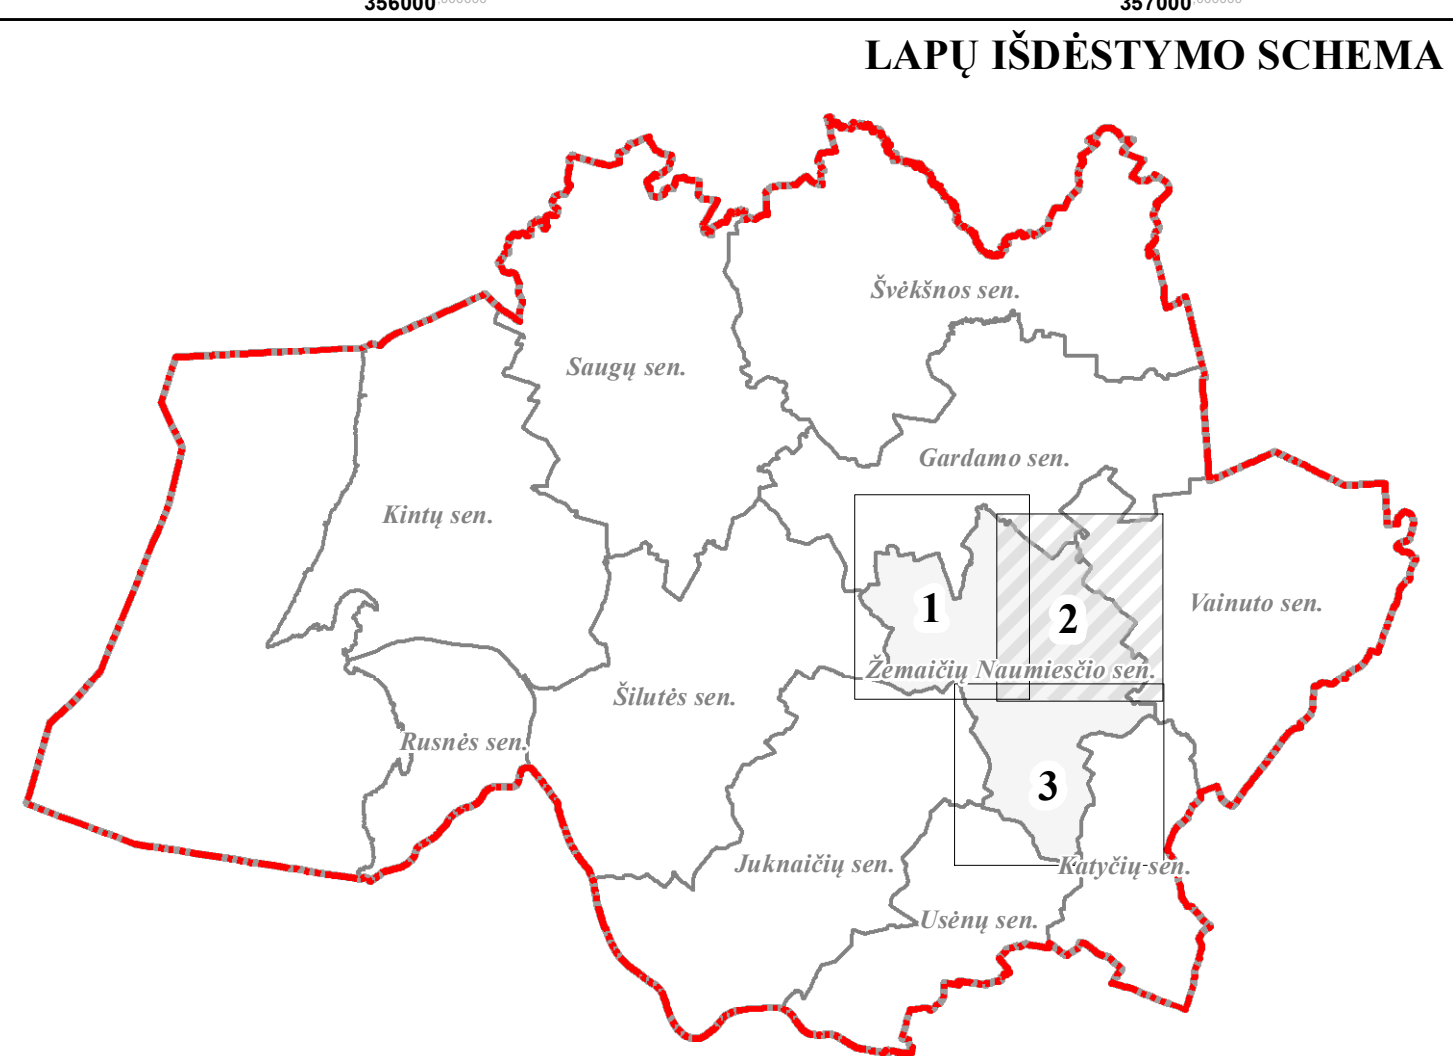 356000
357000
LAPŲ IŠDĖSTYMO SCHEMA
Švėkšnos sen.
Saugų sen.
Gardamo sen.
Kintų sen.
1
2
Vainuto sen.
Žemaičių Naumiesčio sen.
Šilutės sen.
Rusnės sen.
3
Juknaičių sen.
Katyčių sen.
Usėnų sen.